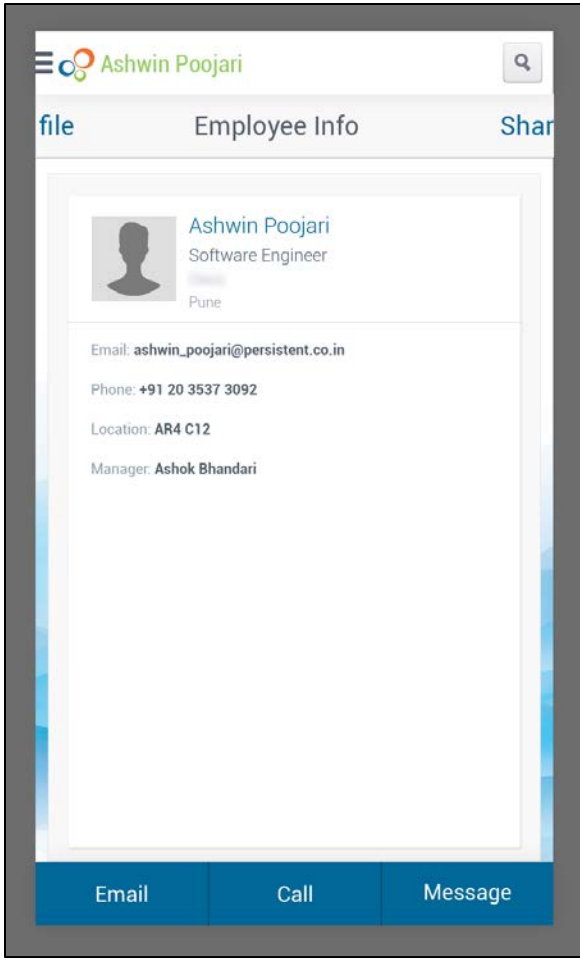 Ashwin Poojari
file Employee Info Shar
Ashwin Poojari
Software Engineer
Pune
Email: ashwin_poojari@persistent.co.in
Phone: +91 20 3537 3092
Location: AR4 C12
Manager: Ashok Bhandari
Email Call Message